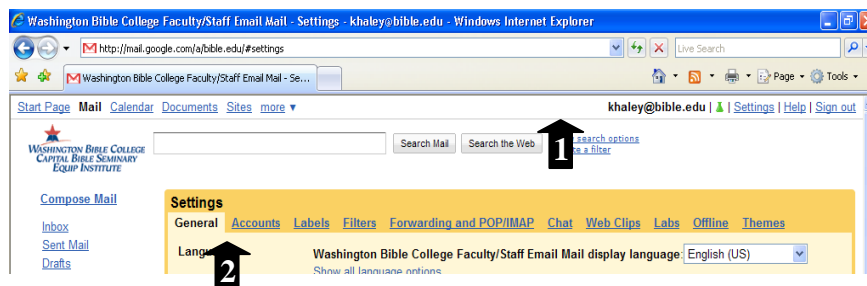 Washington Bible College Faculty/Staff Email Mail - Settings - khaley@bible.edu - Windows Internet Explorer
http://mail.google.com/a/bible.edu/#settings
Live Search
Washington Bible College Faculty/Staff Email Mail - Se...
Page
Tools
Start Page Mail Calendar Documents Sites more ▼
khaley@bible.edu | Settings | Help | Sign out
WASHINGTON BIBLE COLLEGE
CAPITAL BIBLE SEMINARY
EQUIP INSTITUTE
Search Mail
Search the Web
1
search options
a filter
Compose Mail
Inbox
Sent Mail
Drafts
Settings
General Accounts Labels Filters Forwarding and POP/IMAP Chat Web Clips Labs Offline Themes
2
Washington Bible College Faculty/Staff Email Mail display language: English (US)
Show all language options